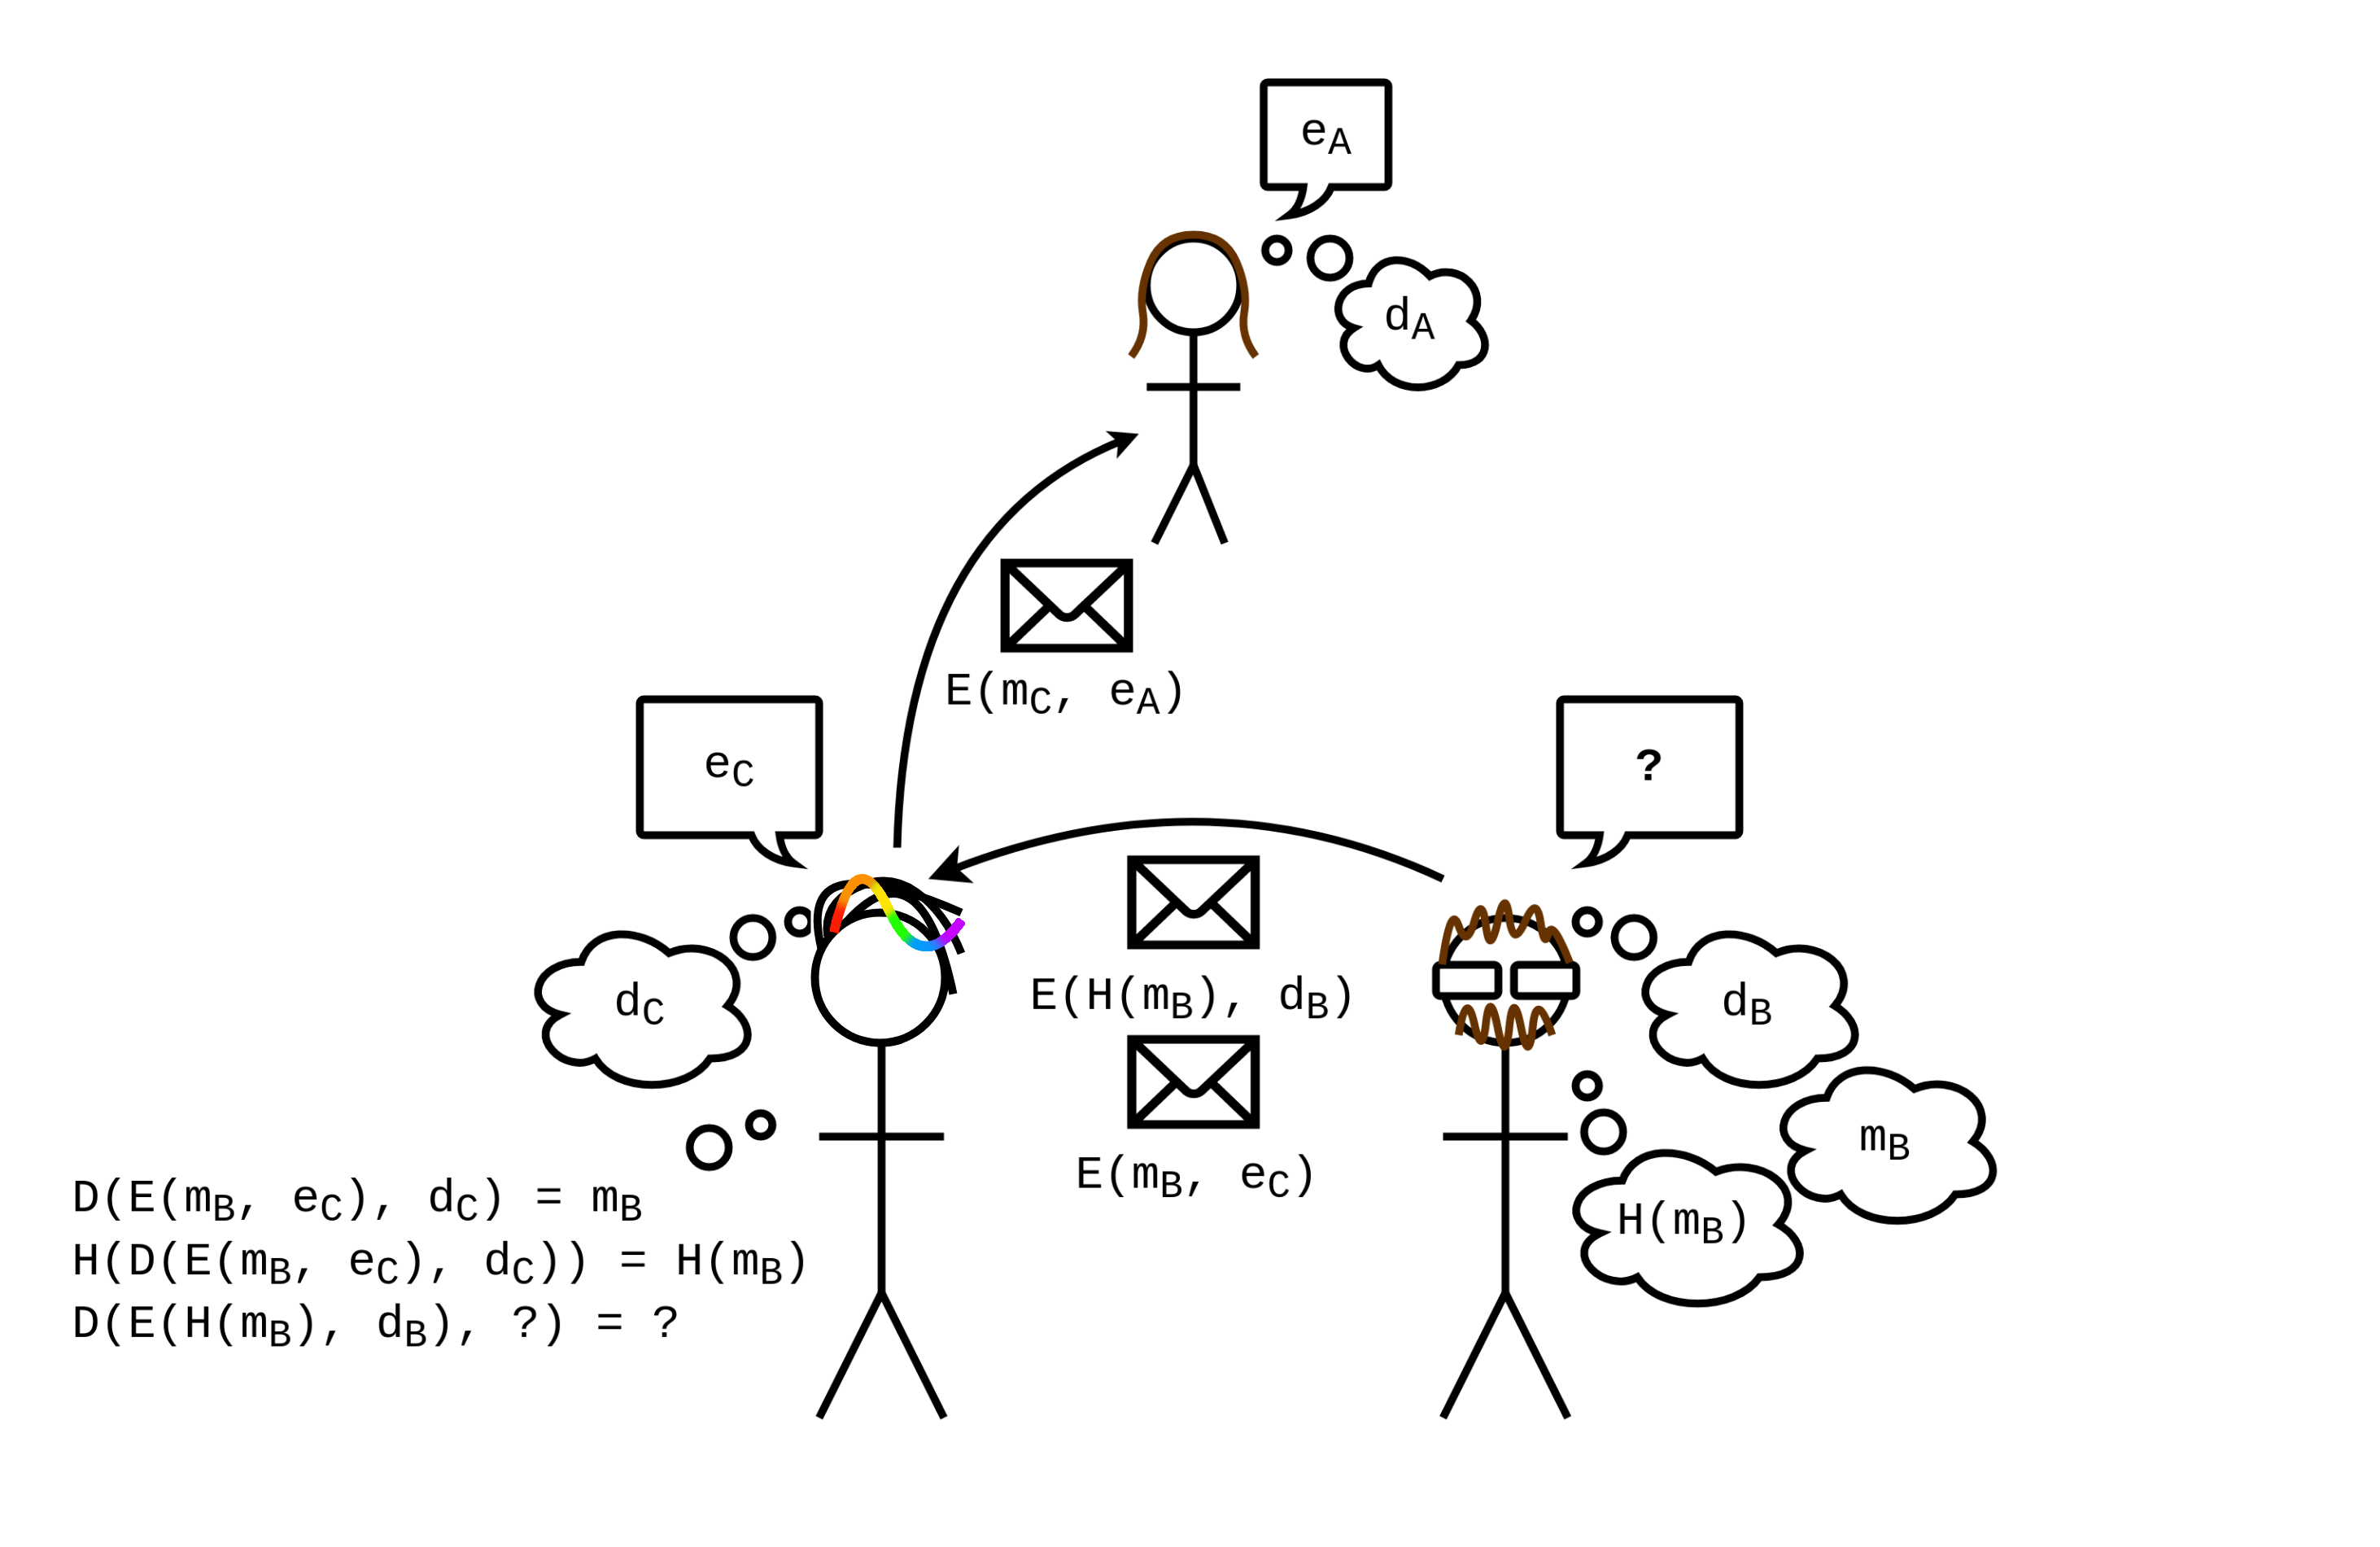 e_A
d_A
E(m_C, e_A)
e_C
?
d_C
E(H(m_B), d_B)
d_B
E(m_B, e_C)
m_B
H(m_B)
D(E(m_B, e_C), d_C) = m_B
H(D(E(m_B, e_C), d_C)) = H(m_B)
D(E(H(m_B), d_B), ?) = ?